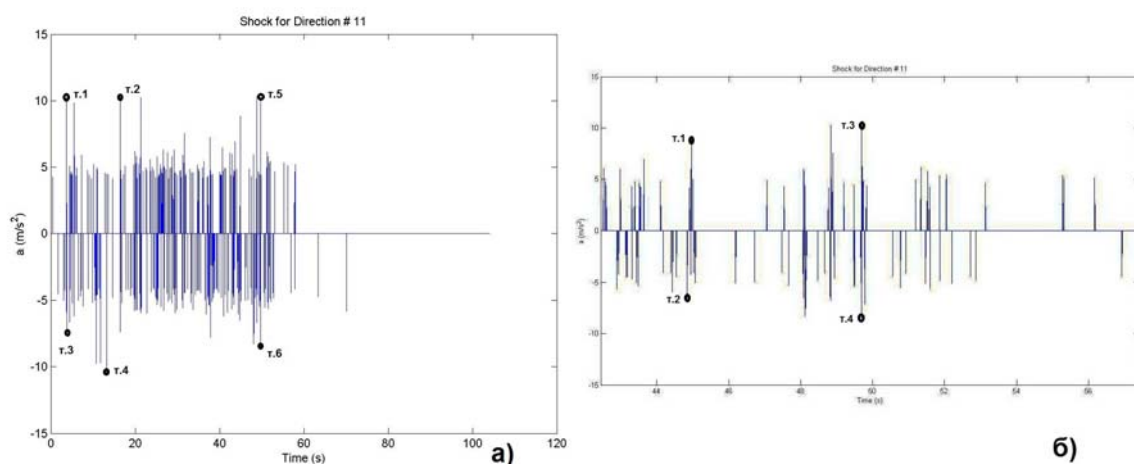 Shock for Direction # 11
15
10
5
0
-5
-10
-15
a (m/s²)
т.1
т.2
т.5
т.3
т.4
т.6
0 20 40 60 80 100 120
Time (s)
а)
Shock for Direction # 11
15
10
5
0
-5
-10
-15
т.1
т.3
т.2
т.4
44 46 48 50 52 54 56
Time (s)
б)